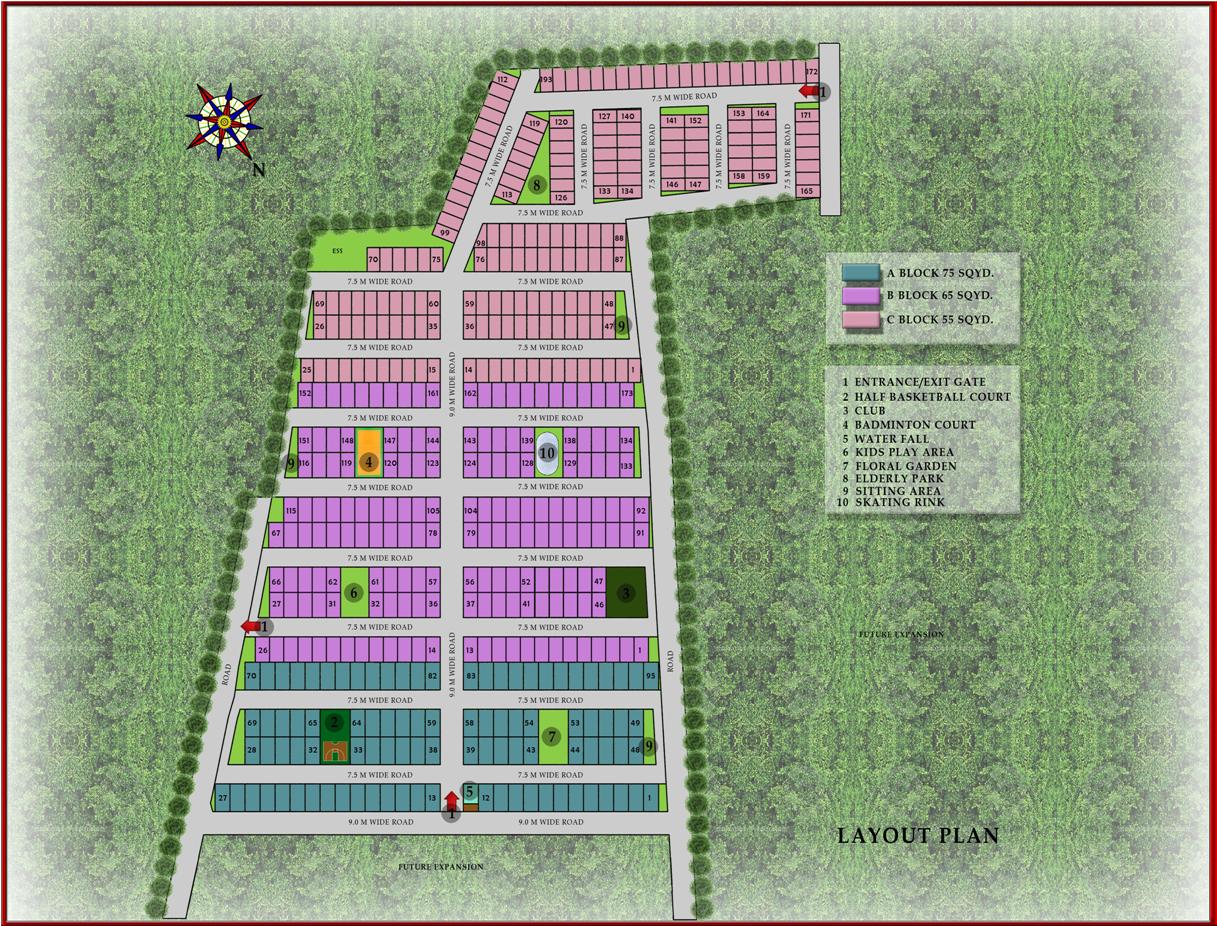 112 193 172
7.5 M WIDE ROAD 1
119 120 127 140 141 152 153 164 171
7.5 M WIDE ROAD
7.5 M WIDE ROAD
7.5 M WIDE ROAD
7.5 M WIDE ROAD
7.5 M WIDE ROAD
N
8
113 126 133 134 146 147 158 159 165
7.5 M WIDE ROAD
99 98 88
ESS
70 75 76 87
7.5 M WIDE ROAD 7.5 M WIDE ROAD
69 60 59 48
26 35 36 47 9
7.5 M WIDE ROAD 7.5 M WIDE ROAD
9.0 M WIDE ROAD
25 15 14 1
152 161 162 173
7.5 M WIDE ROAD 7.5 M WIDE ROAD
151 148 147 144 143 139 138 134
9 116 119 4 120 123 124 128 10 129 133
7.5 M WIDE ROAD 7.5 M WIDE ROAD
115 105 104 92
67 78 79 91
7.5 M WIDE ROAD 7.5 M WIDE ROAD
66 62 61 57 56 52 47
6 3
27 31 32 36 37 41 46
7.5 M WIDE ROAD 7.5 M WIDE ROAD
1
9.0 M WIDE ROAD
26 14 13 1
70 82 83 95
ROAD ROAD
7.5 M WIDE ROAD 7.5 M WIDE ROAD
69 65 2 64 59 58 54 53 49
7
28 32 33 38 39 43 44 48 9
7.5 M WIDE ROAD 7.5 M WIDE ROAD
27 13 5 12 1
1
9.0 M WIDE ROAD 9.0 M WIDE ROAD
FUTURE EXPANSION
A BLOCK 75 SQYD.
B BLOCK 65 SQYD.
C BLOCK 55 SQYD.
1 ENTRANCE/EXIT GATE
2 HALF BASKETBALL COURT
3 CLUB
4 BADMINTON COURT
5 WATER FALL
6 KIDS PLAY AREA
7 FLORAL GARDEN
8 ELDERLY PARK
9 SITTING AREA
10 SKATING RINK
FUTURE EXPANSION
LAYOUT PLAN